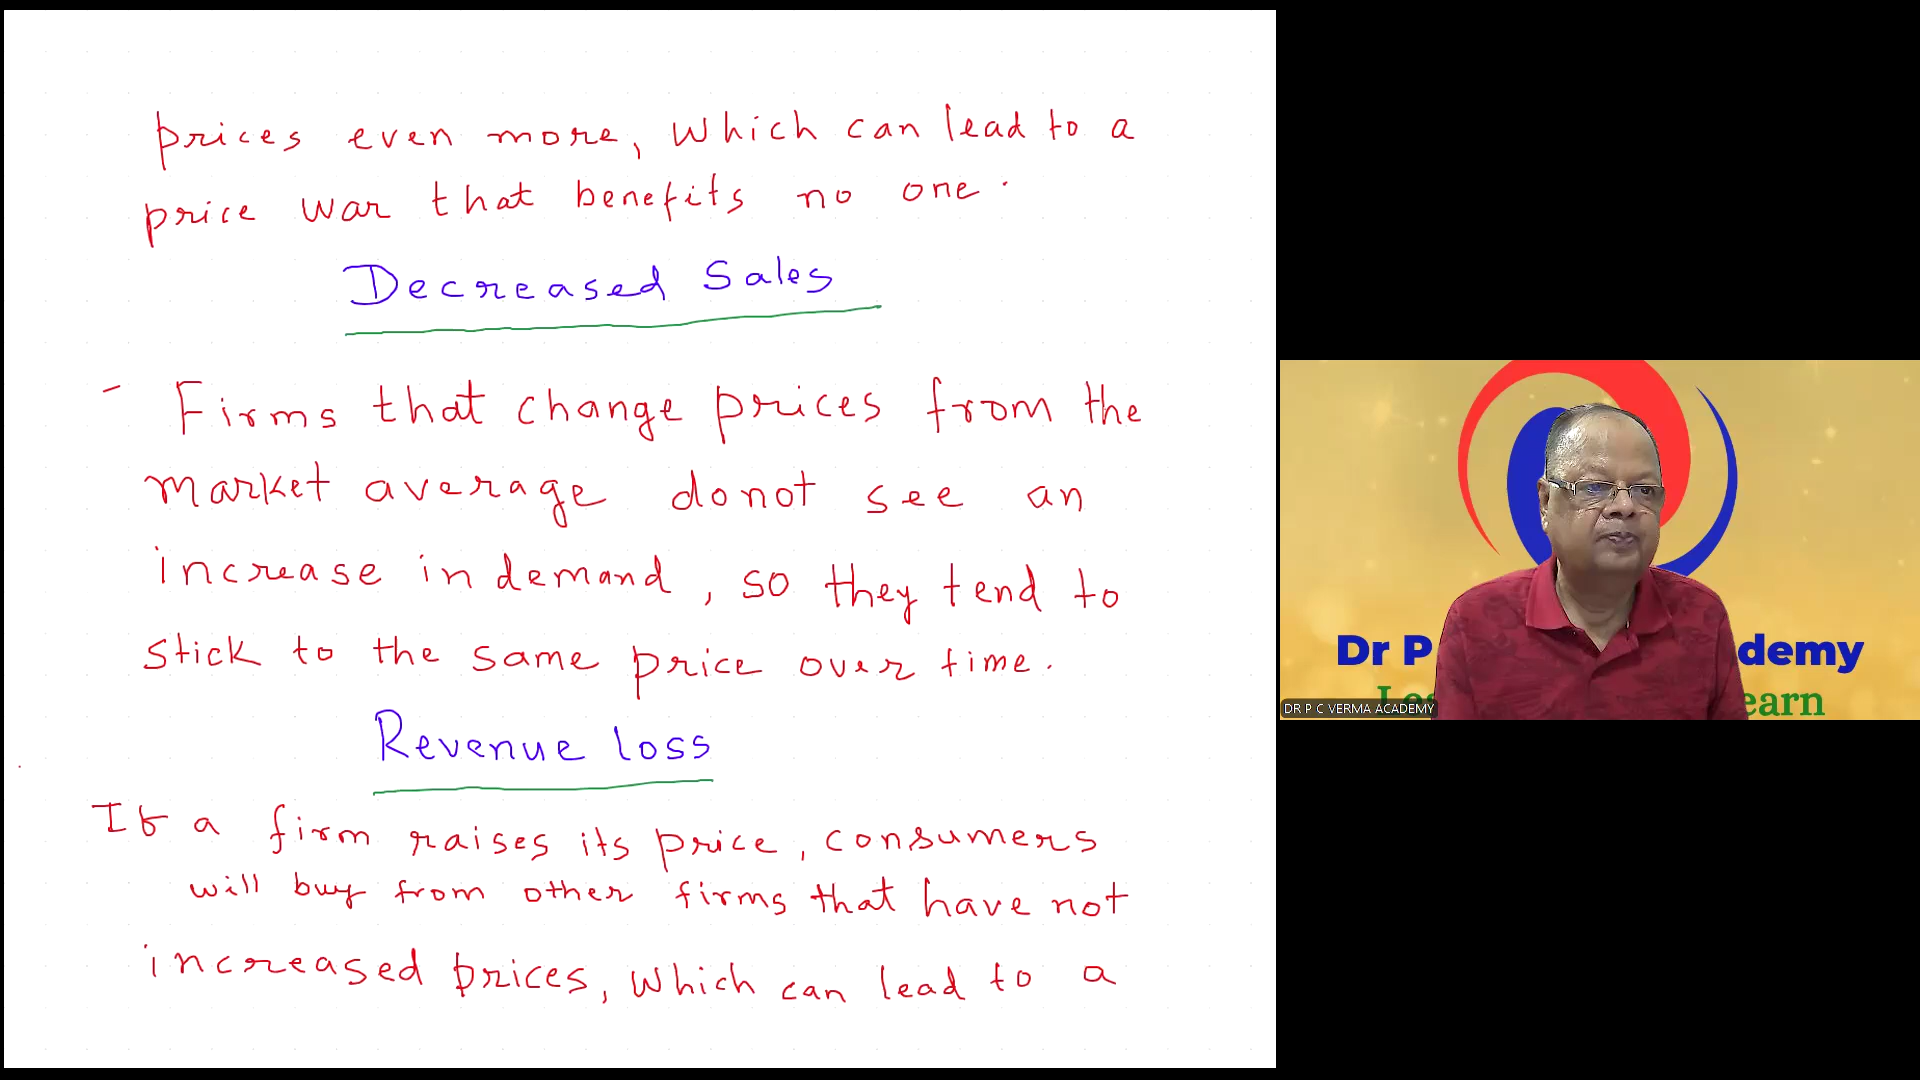 prices even more, which can lead to a
price war that benefits no one.
Decreased Sales
- Firms that change prices from the
market average donot see an
increase in demand, so they tend to
stick to the same price over time.
Revenue loss
If a firm raises its price, consumers
will buy from other firms that have not
increased prices, which can lead to a
Dr P demy
earn
DR P C VERMA ACADEMY